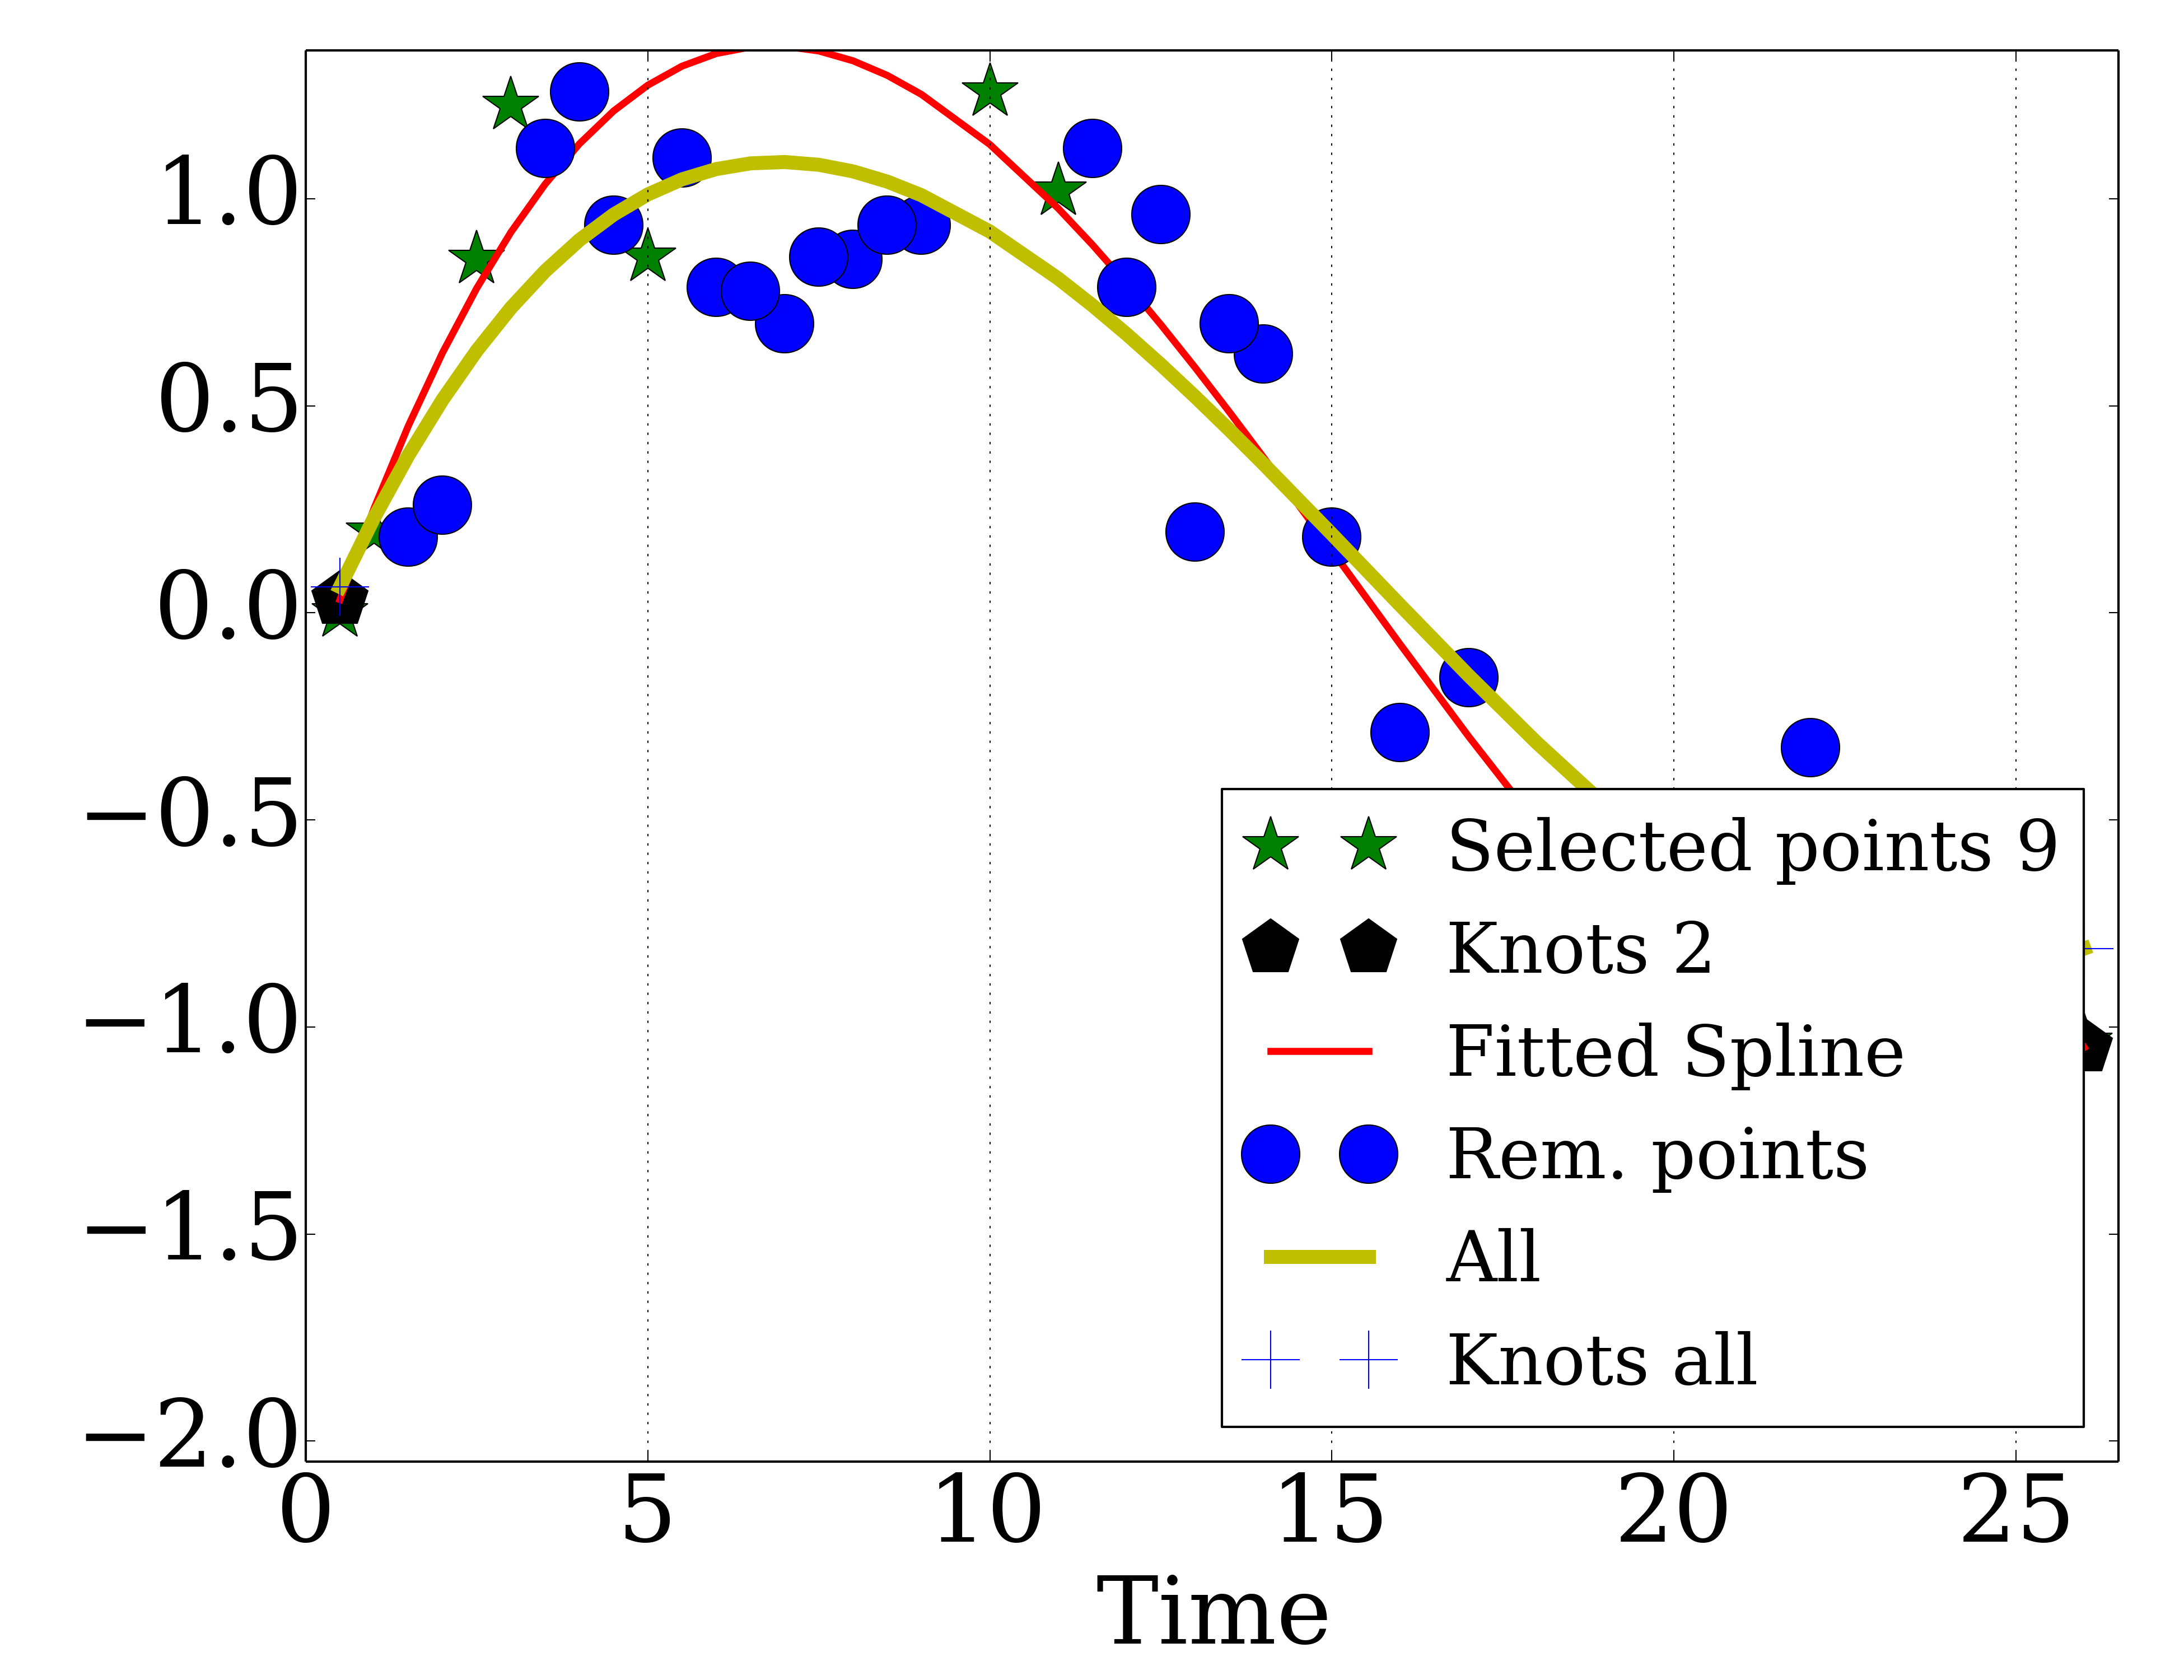 1.0
0.5
0.0
−0.5
−1.0
−1.5
−2.0
0 5 10 15 20 25
Time
Selected points 9
Knots 2
Fitted Spline
Rem. points
All
Knots all